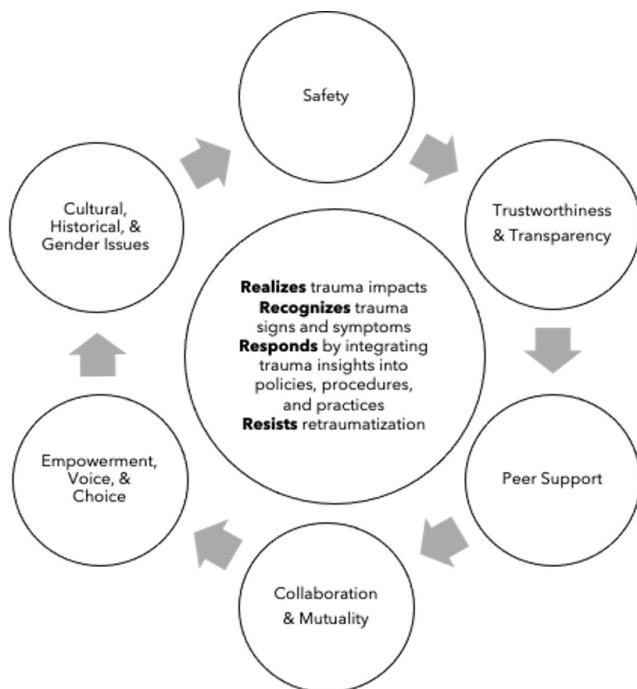 Safety
Trustworthiness
& Transparency
Peer Support
Collaboration
& Mutuality
Empowerment,
Voice, &
Choice
Cultural,
Historical, &
Gender Issues
Realizes trauma impacts
Recognizes trauma
signs and symptoms
Responds by integrating
trauma insights into
policies, procedures,
and practices
Resists retraumatization